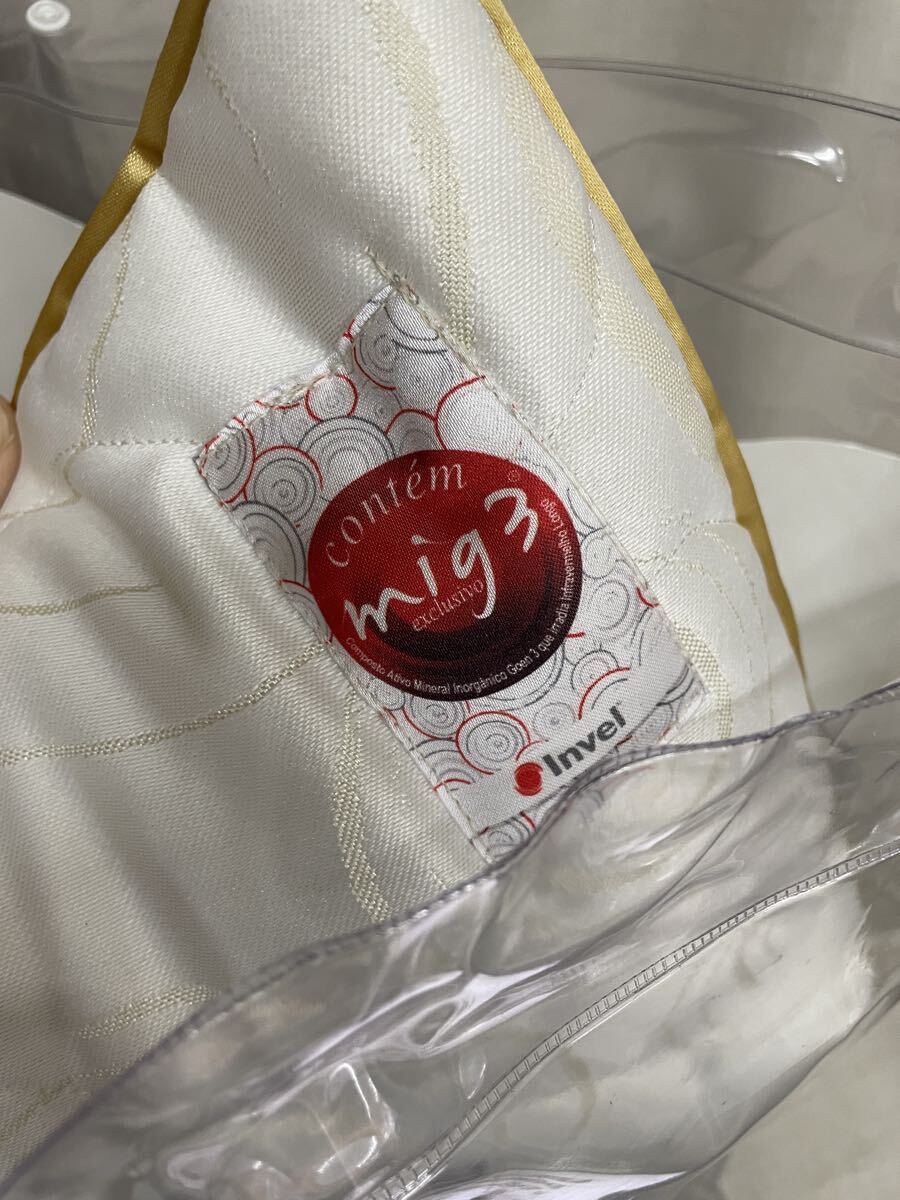 contém
mig3
exclusivo
Composto Ativo Mineral Inorgânico Goen 3 que irradia Infravermelho Longo
Invel